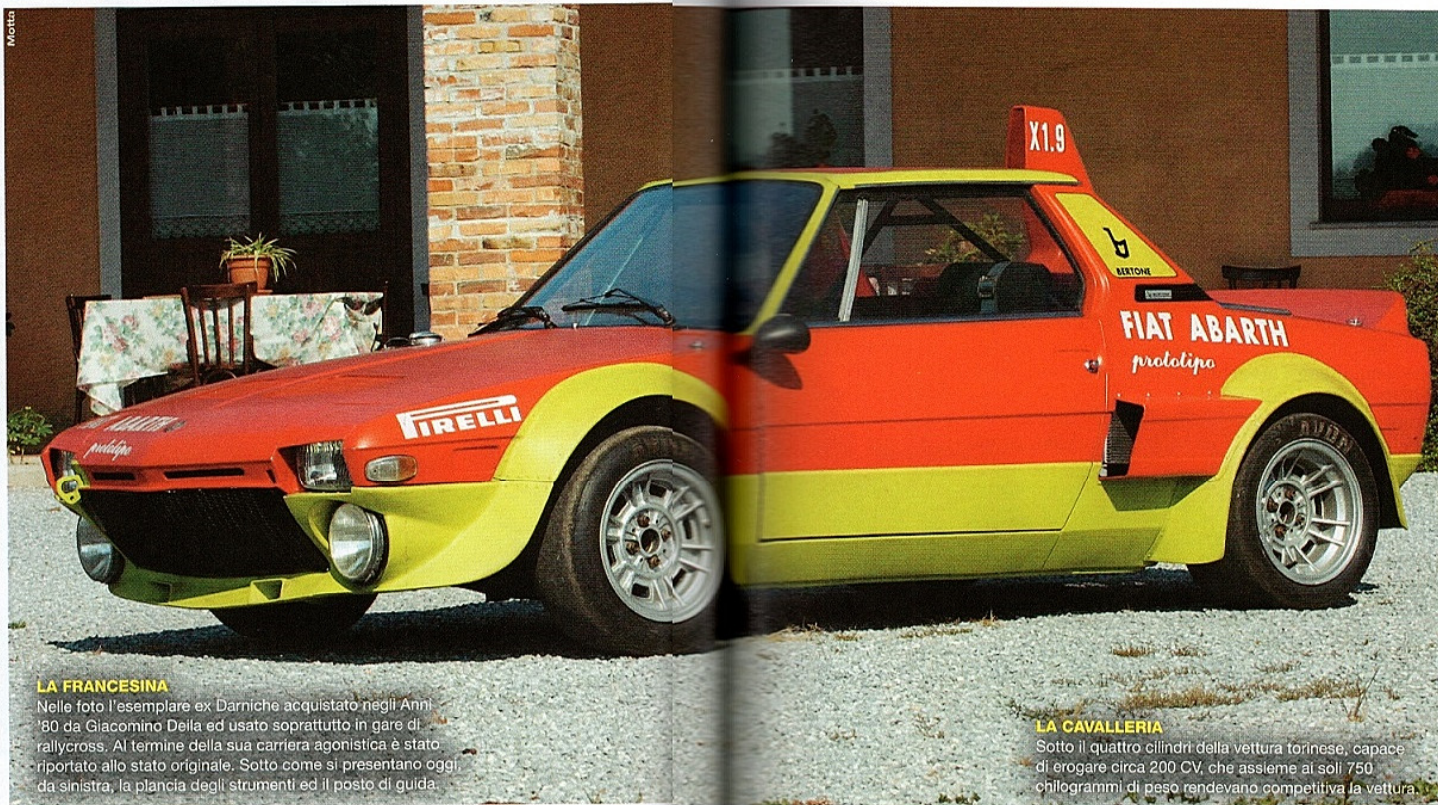 Motta
X1.9
BERTONE
FIAT ABARTH
prototipo
PIRELLI
ABARTH
prototipo
LA FRANCESINA
Nelle foto l'esemplare ex Darniche acquistato negli Anni
'80 da Giacomino Deila ed usato soprattutto in gare di
rallycross. Al termine della sua carriera agonistica è stato
riportato allo stato originale. Sotto come si presentano oggi,
da sinistra, la plancia degli strumenti ed il posto di guida.
LA CAVALLERIA
Sotto il quattro cilindri della vettura torinese, capace
di erogare circa 200 CV, che assieme ai soli 750
chilogrammi di peso rendevano competitiva la vettura.